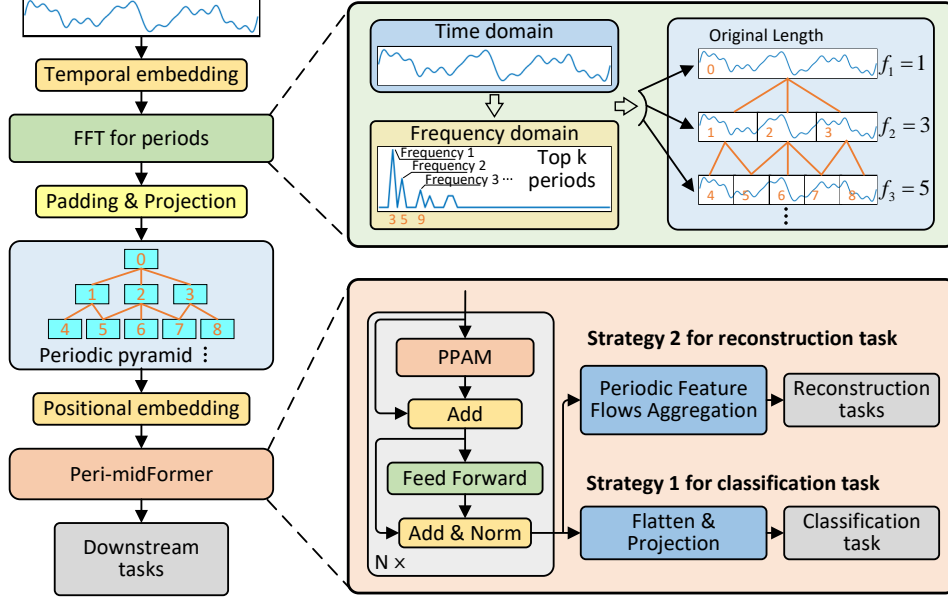 Temporal embedding
FFT for periods
Padding & Projection
0
1 2 3
4 5 6 7 8
Periodic pyramid ⋮
Positional embedding
Peri-midFormer
Downstream
tasks
Time domain
Frequency domain
Frequency 1
Frequency 2
Frequency 3 ···
Top k
periods
3 5 9
Original Length
0
f₁ = 1
1 2 3
f₂ = 3
4 5 6 7 8
f₃ = 5
⋮
PPAM
Add
Feed Forward
Add & Norm
N ×
Strategy 2 for reconstruction task
Periodic Feature
Flows Aggregation
Reconstruction
tasks
Strategy 1 for classification task
Flatten &
Projection
Classification
task